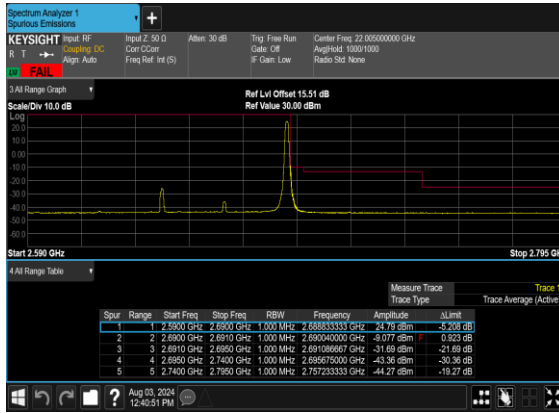 Spectrum Analyzer 1
Spurious Emissions
+
KEYSIGHT Input: RF Input Z: 50 Ω Atten: 30 dB Trig: Free Run Center Freq: 22.005000000 GHz
R T Coupling: DC Corr CCorr Gate: Off Avg|Hold: 1000/1000
Align: Auto Freq Ref: Int (S) IF Gain: Low Radio Std: None
FAIL
3 All Range Graph
Ref Lvl Offset 15.51 dB
Scale/Div 10.0 dB Ref Value 30.00 dBm
Log
20.0
10.0
0.00
-10.0
-20.0
-30.0
-40.0
-50.0
-60.0
Start 2.590 GHz Stop 2.795 GH
4 All Range Table
Measure Trace Trace 1
Trace Type Trace Average (Active
Spur Range Start Freq Stop Freq RBW Frequency Amplitude ΔLimit
1 1 2.5900 GHz 2.6900 GHz 1.000 MHz 2.688833333 GHz 24.79 dBm -5.208 dB
2 2 2.6900 GHz 2.6910 GHz 1.000 MHz 2.690040000 GHz -9.077 dBm F 0.923 dB
3 3 2.6910 GHz 2.6950 GHz 1.000 MHz 2.691086667 GHz -31.69 dBm -21.69 dB
4 4 2.6950 GHz 2.7400 GHz 1.000 MHz 2.695675000 GHz -43.36 dBm -30.36 dB
5 5 2.7400 GHz 2.7950 GHz 1.000 MHz 2.757233333 GHz -44.27 dBm -19.27 dB
?
Aug 03, 2024
12:40:51 PM